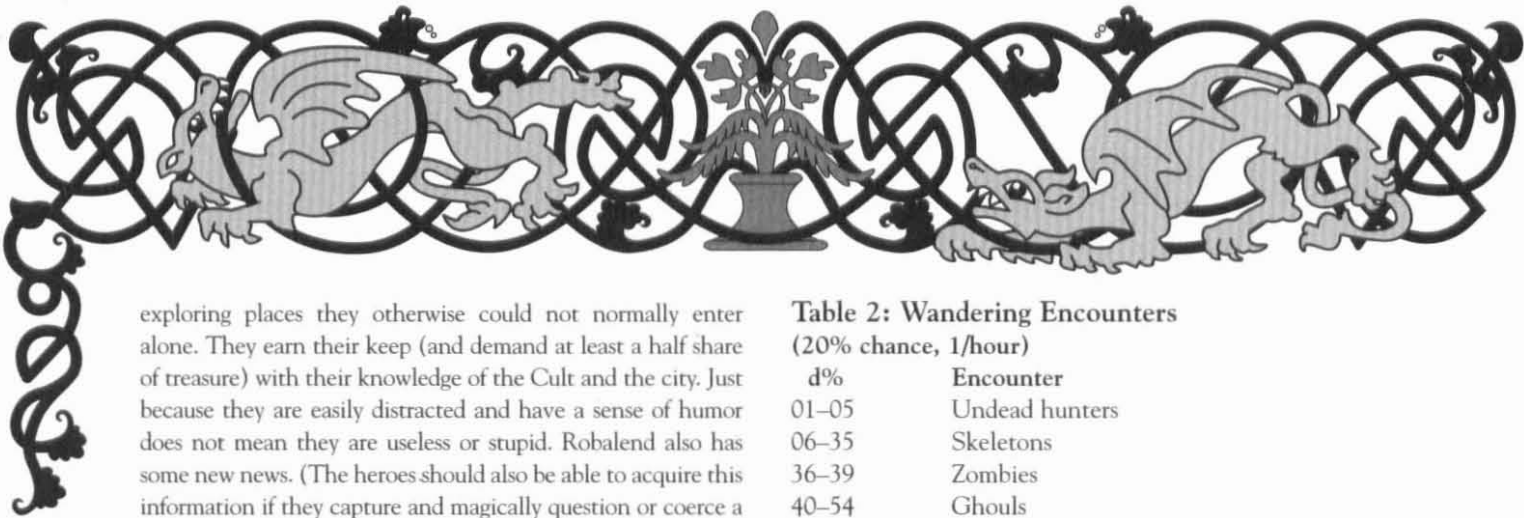 exploring places they otherwise could not normally enter
alone. They earn their keep (and demand at least a half share
of treasure) with their knowledge of the Cult and the city. Just
because they are easily distracted and have a sense of humor
does not mean they are useless or stupid. Robalend also has
some new news. (The heroes should also be able to acquire this
information if they capture and magically question or coerce a
Table 2: Wandering Encounters
(20% chance, 1/hour)
d% Encounter
01–05 Undead hunters
06–35 Skeletons
36–39 Zombies
40–54 Ghouls